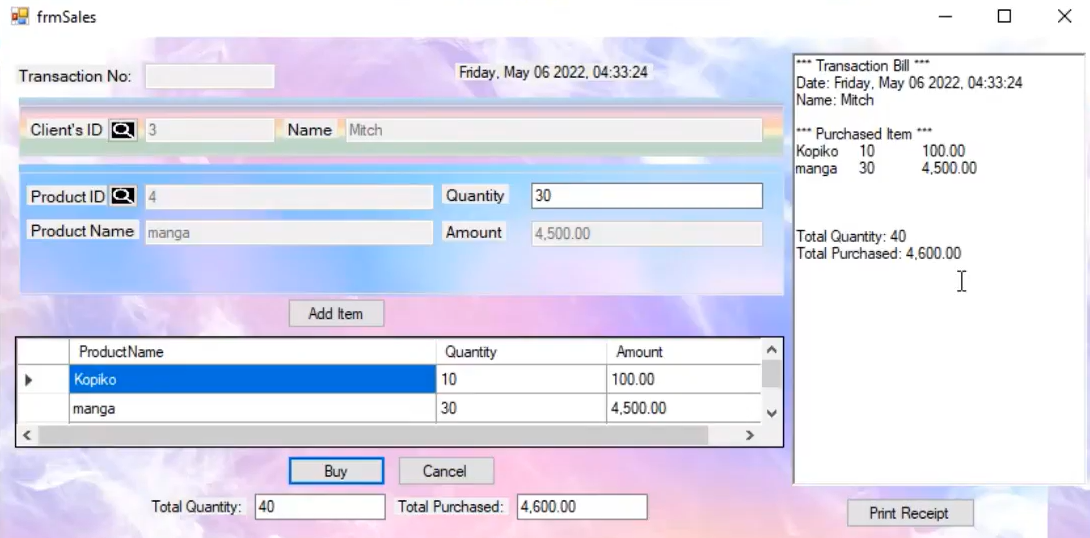 frmSales
Transaction No:
Friday, May 06 2022, 04:33:24
Client's ID 3 Name Mitch
Product ID 4 Quantity 30
Product Name manga Amount 4,500.00
Add Item
ProductName Quantity Amount
Kopiko 10 100.00
manga 30 4,500.00
Buy Cancel
Total Quantity: 40 Total Purchased: 4,600.00
*** Transaction Bill ***
Date: Friday, May 06 2022, 04:33:24
Name: Mitch
*** Purchased Item ***
Kopiko 10 100.00
manga 30 4,500.00
Total Quantity: 40
Total Purchased: 4,600.00
Print Receipt